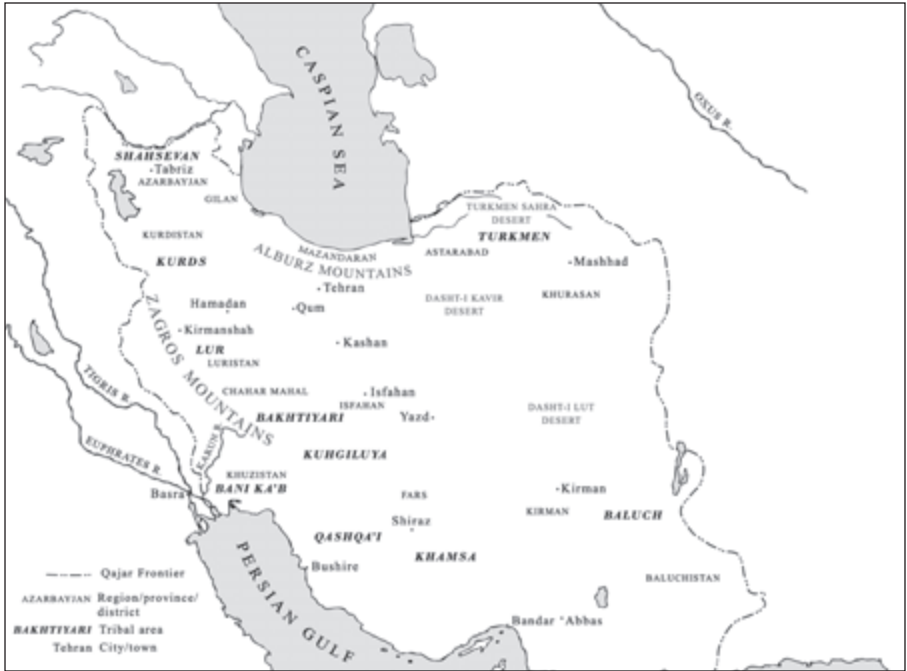 CASPIAN SEA
OXUS R.
SHAHSEVAN
Tabriz
AZARBAYJAN
GILAN
TURKMEN SAHRA
DESERT
TURKMEN
KURDISTAN
KURDS
MAZANDARAN
ALBURZ MOUNTAINS
ASTARABAD
Mashhad
Tehran
Hamadan
Qum
DASHT-I KAVIR
DESERT
KHURASAN
ZAGROS MOUNTAINS
Kirmanshah
LUR
LURISTAN
Kashan
TIGRIS R.
CHAHAR MAHAL
Isfahan
ISFAHAN
BAKHTIYARI
Yazd
DASHT-I LUT
DESERT
EUPHRATES R.
KARUN R.
KUHGILUYA
KHUZISTAN
BANI KA'B
Basra
FARS
Kirman
KIRMAN
BALUCH
Shiraz
QASHQA'I
KHAMSA
PERSIAN GULF
Bushire
BALUCHISTAN
Bandar 'Abbas
Qajar Frontier
AZARBAYJAN Region/province/
district
BAKHTIYARI Tribal area
Tehran City/town